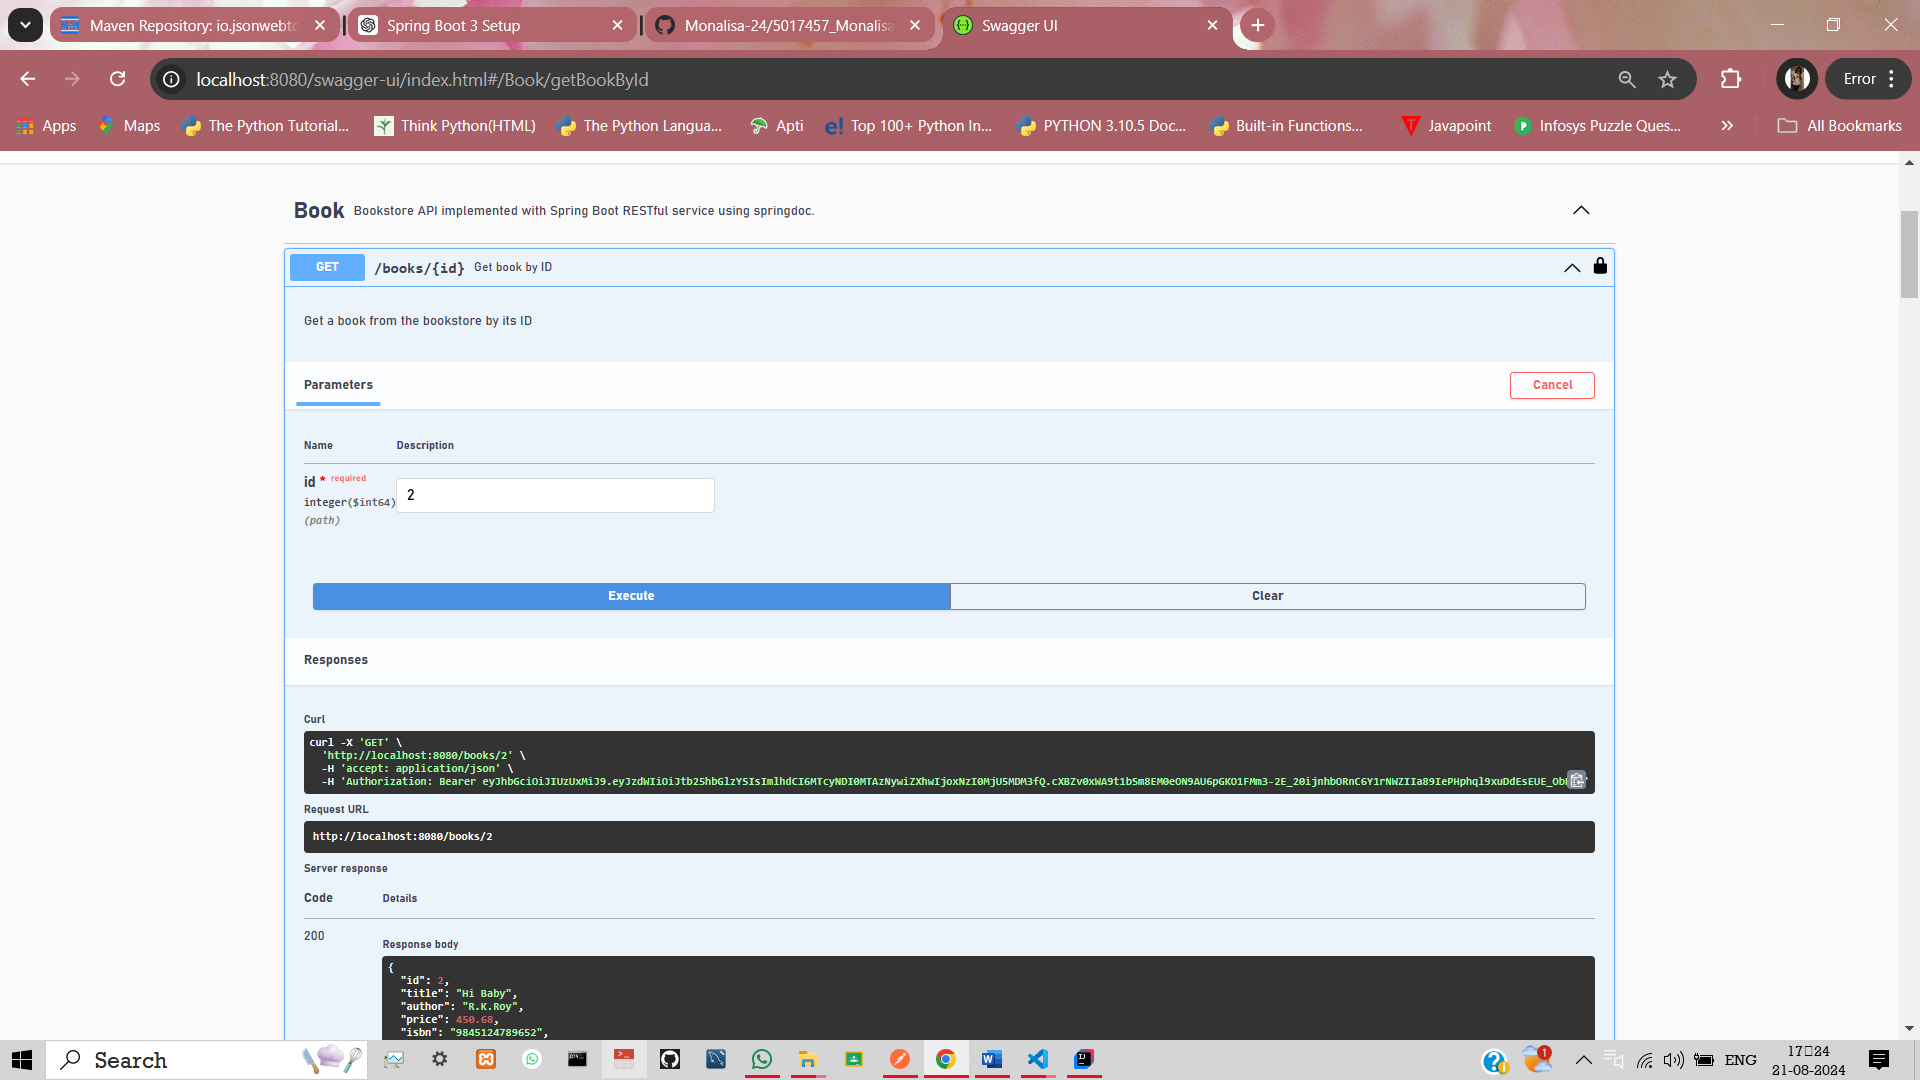 Maven Repository: io.jsonwebto
Spring Boot 3 Setup
Monalisa-24/5017457_Monalisa
Swagger UI
localhost:8080/swagger-ui/index.html#/Book/getBookById
Error
Apps
Maps
The Python Tutorial...
Think Python(HTML)
The Python Langua...
Apti
Top 100+ Python In...
PYTHON 3.10.5 Doc...
Built-in Functions...
Javapoint
Infosys Puzzle Ques...
All Bookmarks
Book Bookstore API implemented with Spring Boot RESTful service using springdoc.
GET /books/{id} Get book by ID
Get a book from the bookstore by its ID
Parameters
Cancel
Name Description
id * required
integer($int64)
(path)
2
Execute
Clear
Responses
Curl
curl -X 'GET' \
'http://localhost:8080/books/2' \
-H 'accept: application/json' \
-H 'Authorization: Bearer
Request URL
http://localhost:8080/books/2
Server response
Code Details
200
Response body
{
"id": 2,
"title": "Hi Baby",
"author": "R.K.Roy",
"price": 450.68,
"isbn": "9845124789652",
Search
1
ENG
17▯24
21-08-2024